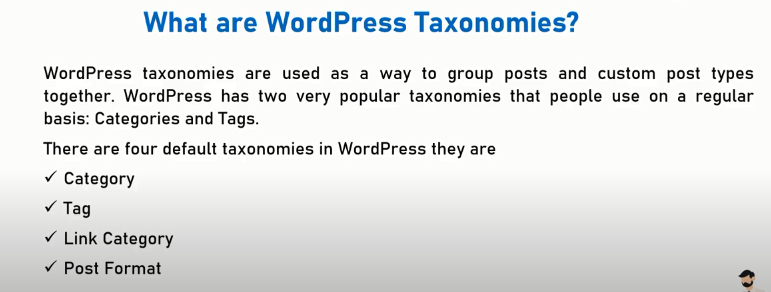 What are WordPress Taxonomies?
WordPress taxonomies are used as a way to group posts and custom post types
together. WordPress has two very popular taxonomies that people use on a regular
basis: Categories and Tags.
There are four default taxonomies in WordPress they are
✓ Category
✓ Tag
✓ Link Category
✓ Post Format